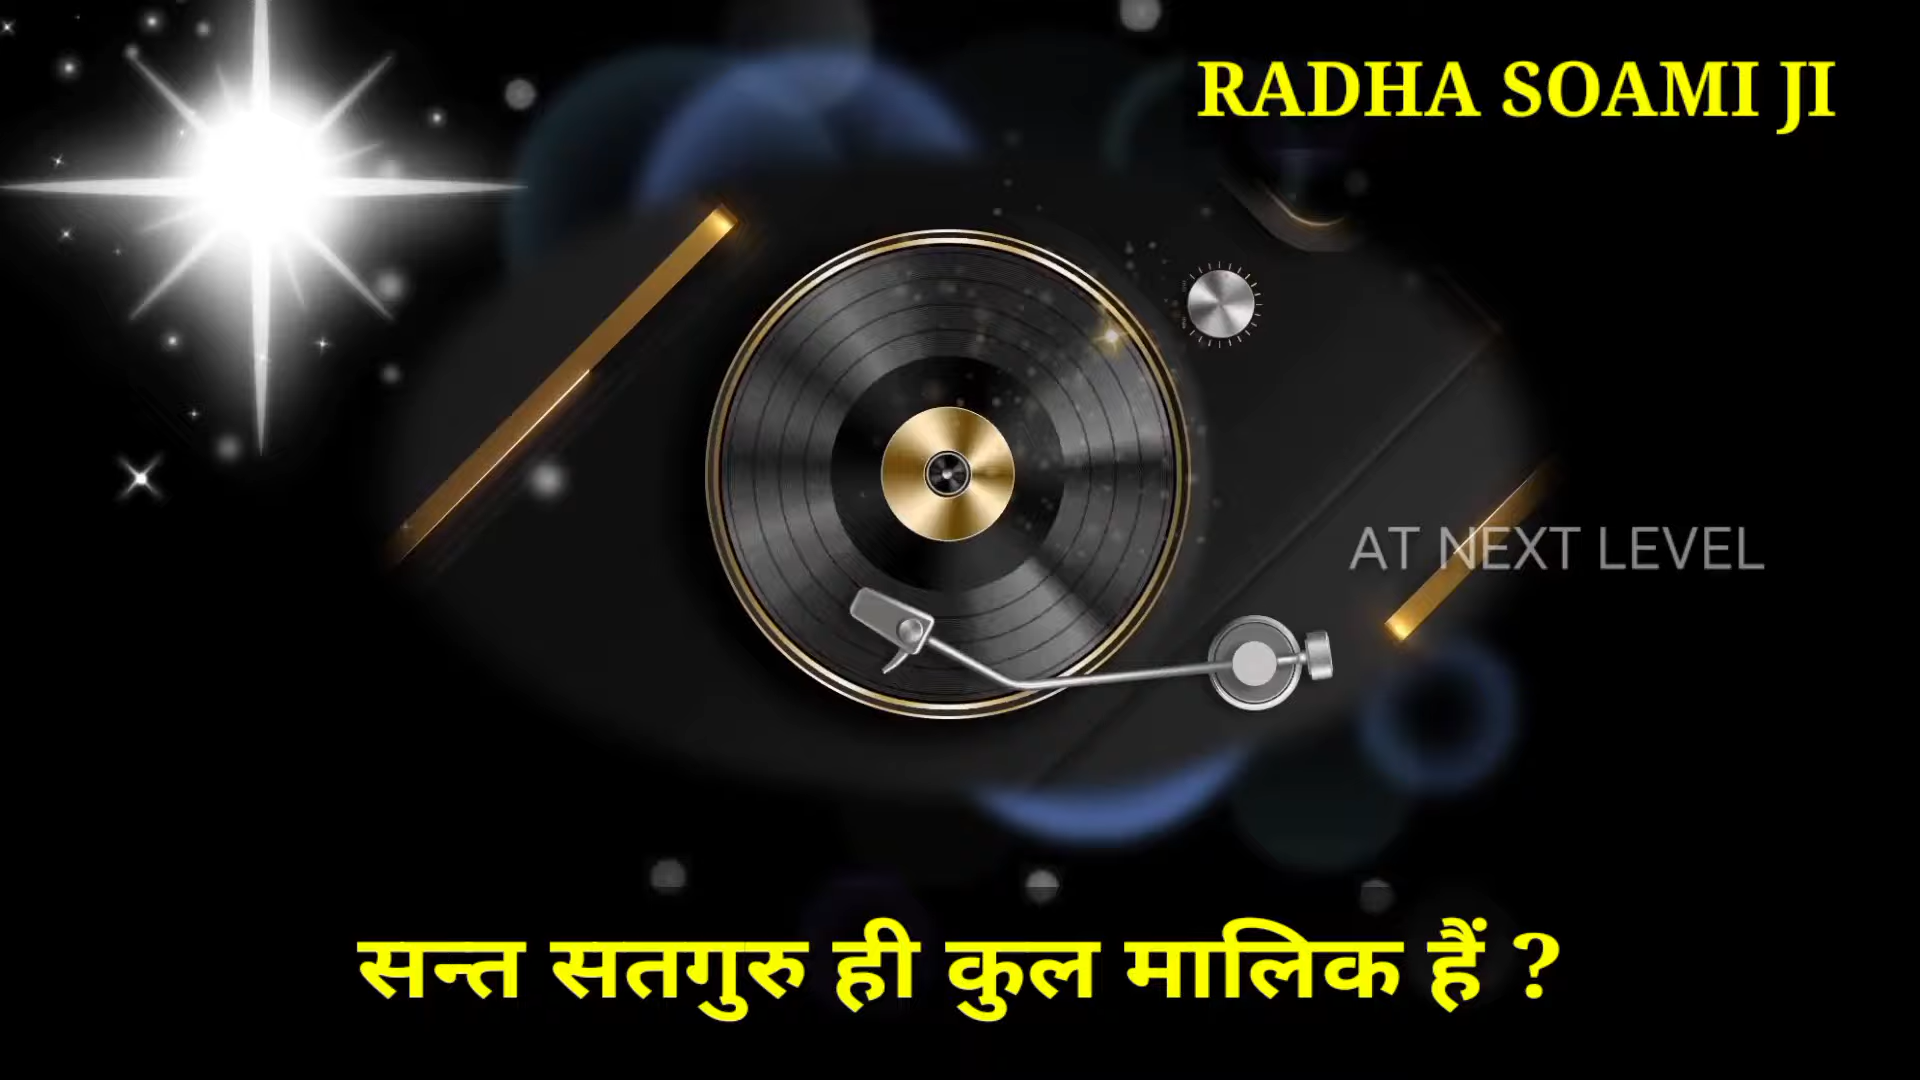 RADHA SOAMI JI
AT NEXT LEVEL
सन्त सतगुरु ही कुल मालिक हैं ?